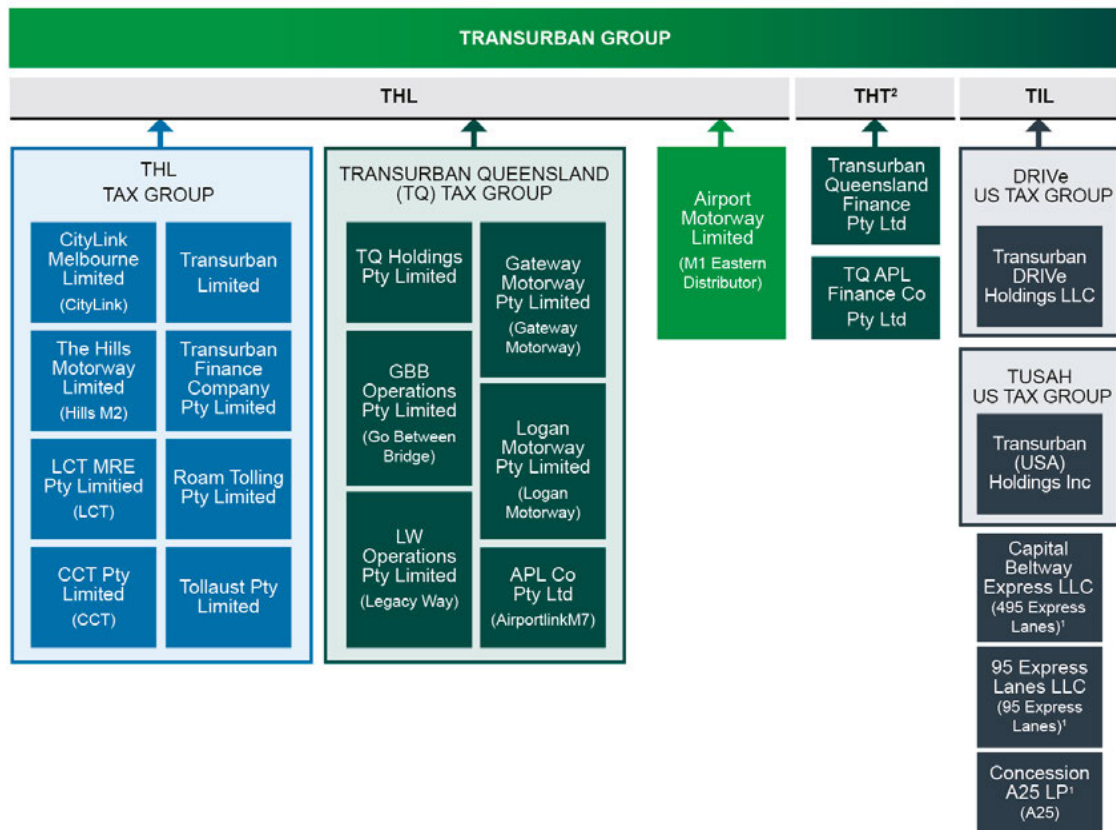 TRANSURBAN GROUP
THL
THT²
TIL
THL
TAX GROUP
CityLink
Melbourne
Limited
(CityLink)
Transurban
Limited
The Hills
Motorway
Limited
(Hills M2)
Transurban
Finance
Company
Pty Limited
LCT MRE
Pty Limitied
(LCT)
Roam Tolling
Pty Limited
CCT Pty
Limited
(CCT)
Tollaust Pty
Limited
TRANSURBAN QUEENSLAND
(TQ) TAX GROUP
TQ Holdings
Pty Limited
GBB
Operations
Pty Limited
(Go Between
Bridge)
LW
Operations
Pty Limited
(Legacy Way)
Gateway
Motorway
Pty Limited
(Gateway
Motorway)
Logan
Motorway
Pty Limited
(Logan
Motorway)
APL Co
Pty Ltd
(AirportlinkM7)
Airport
Motorway
Limited
(M1 Eastern
Distributor)
Transurban
Queensland
Finance
Pty Ltd
TQ APL
Finance Co
Pty Ltd
DRIVe
US TAX GROUP
Transurban
DRIVe
Holdings LLC
TUSAH
US TAX GROUP
Transurban
(USA)
Holdings Inc
Capital
Beltway
Express LLC
(495 Express
Lanes)¹
95 Express
Lanes LLC
(95 Express
Lanes)¹
Concession
A25 LP¹
(A25)